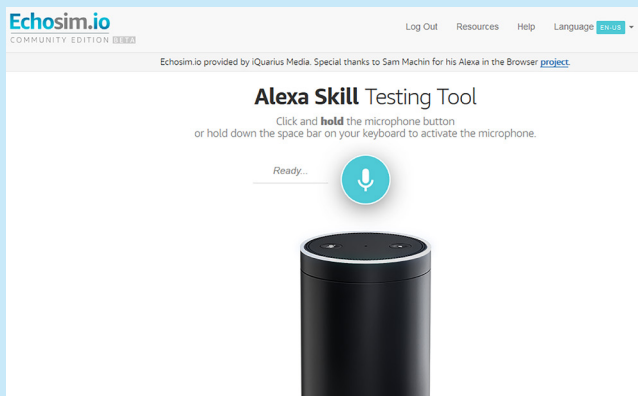 Echosim.io
COMMUNITY EDITION BETA
Log Out Resources Help Language EN-US
Echosim.io provided by iQuarius Media. Special thanks to Sam Machin for his Alexa in the Browser project.
Alexa Skill Testing Tool
Click and hold the microphone button
or hold down the space bar on your keyboard to activate the microphone.
Ready...